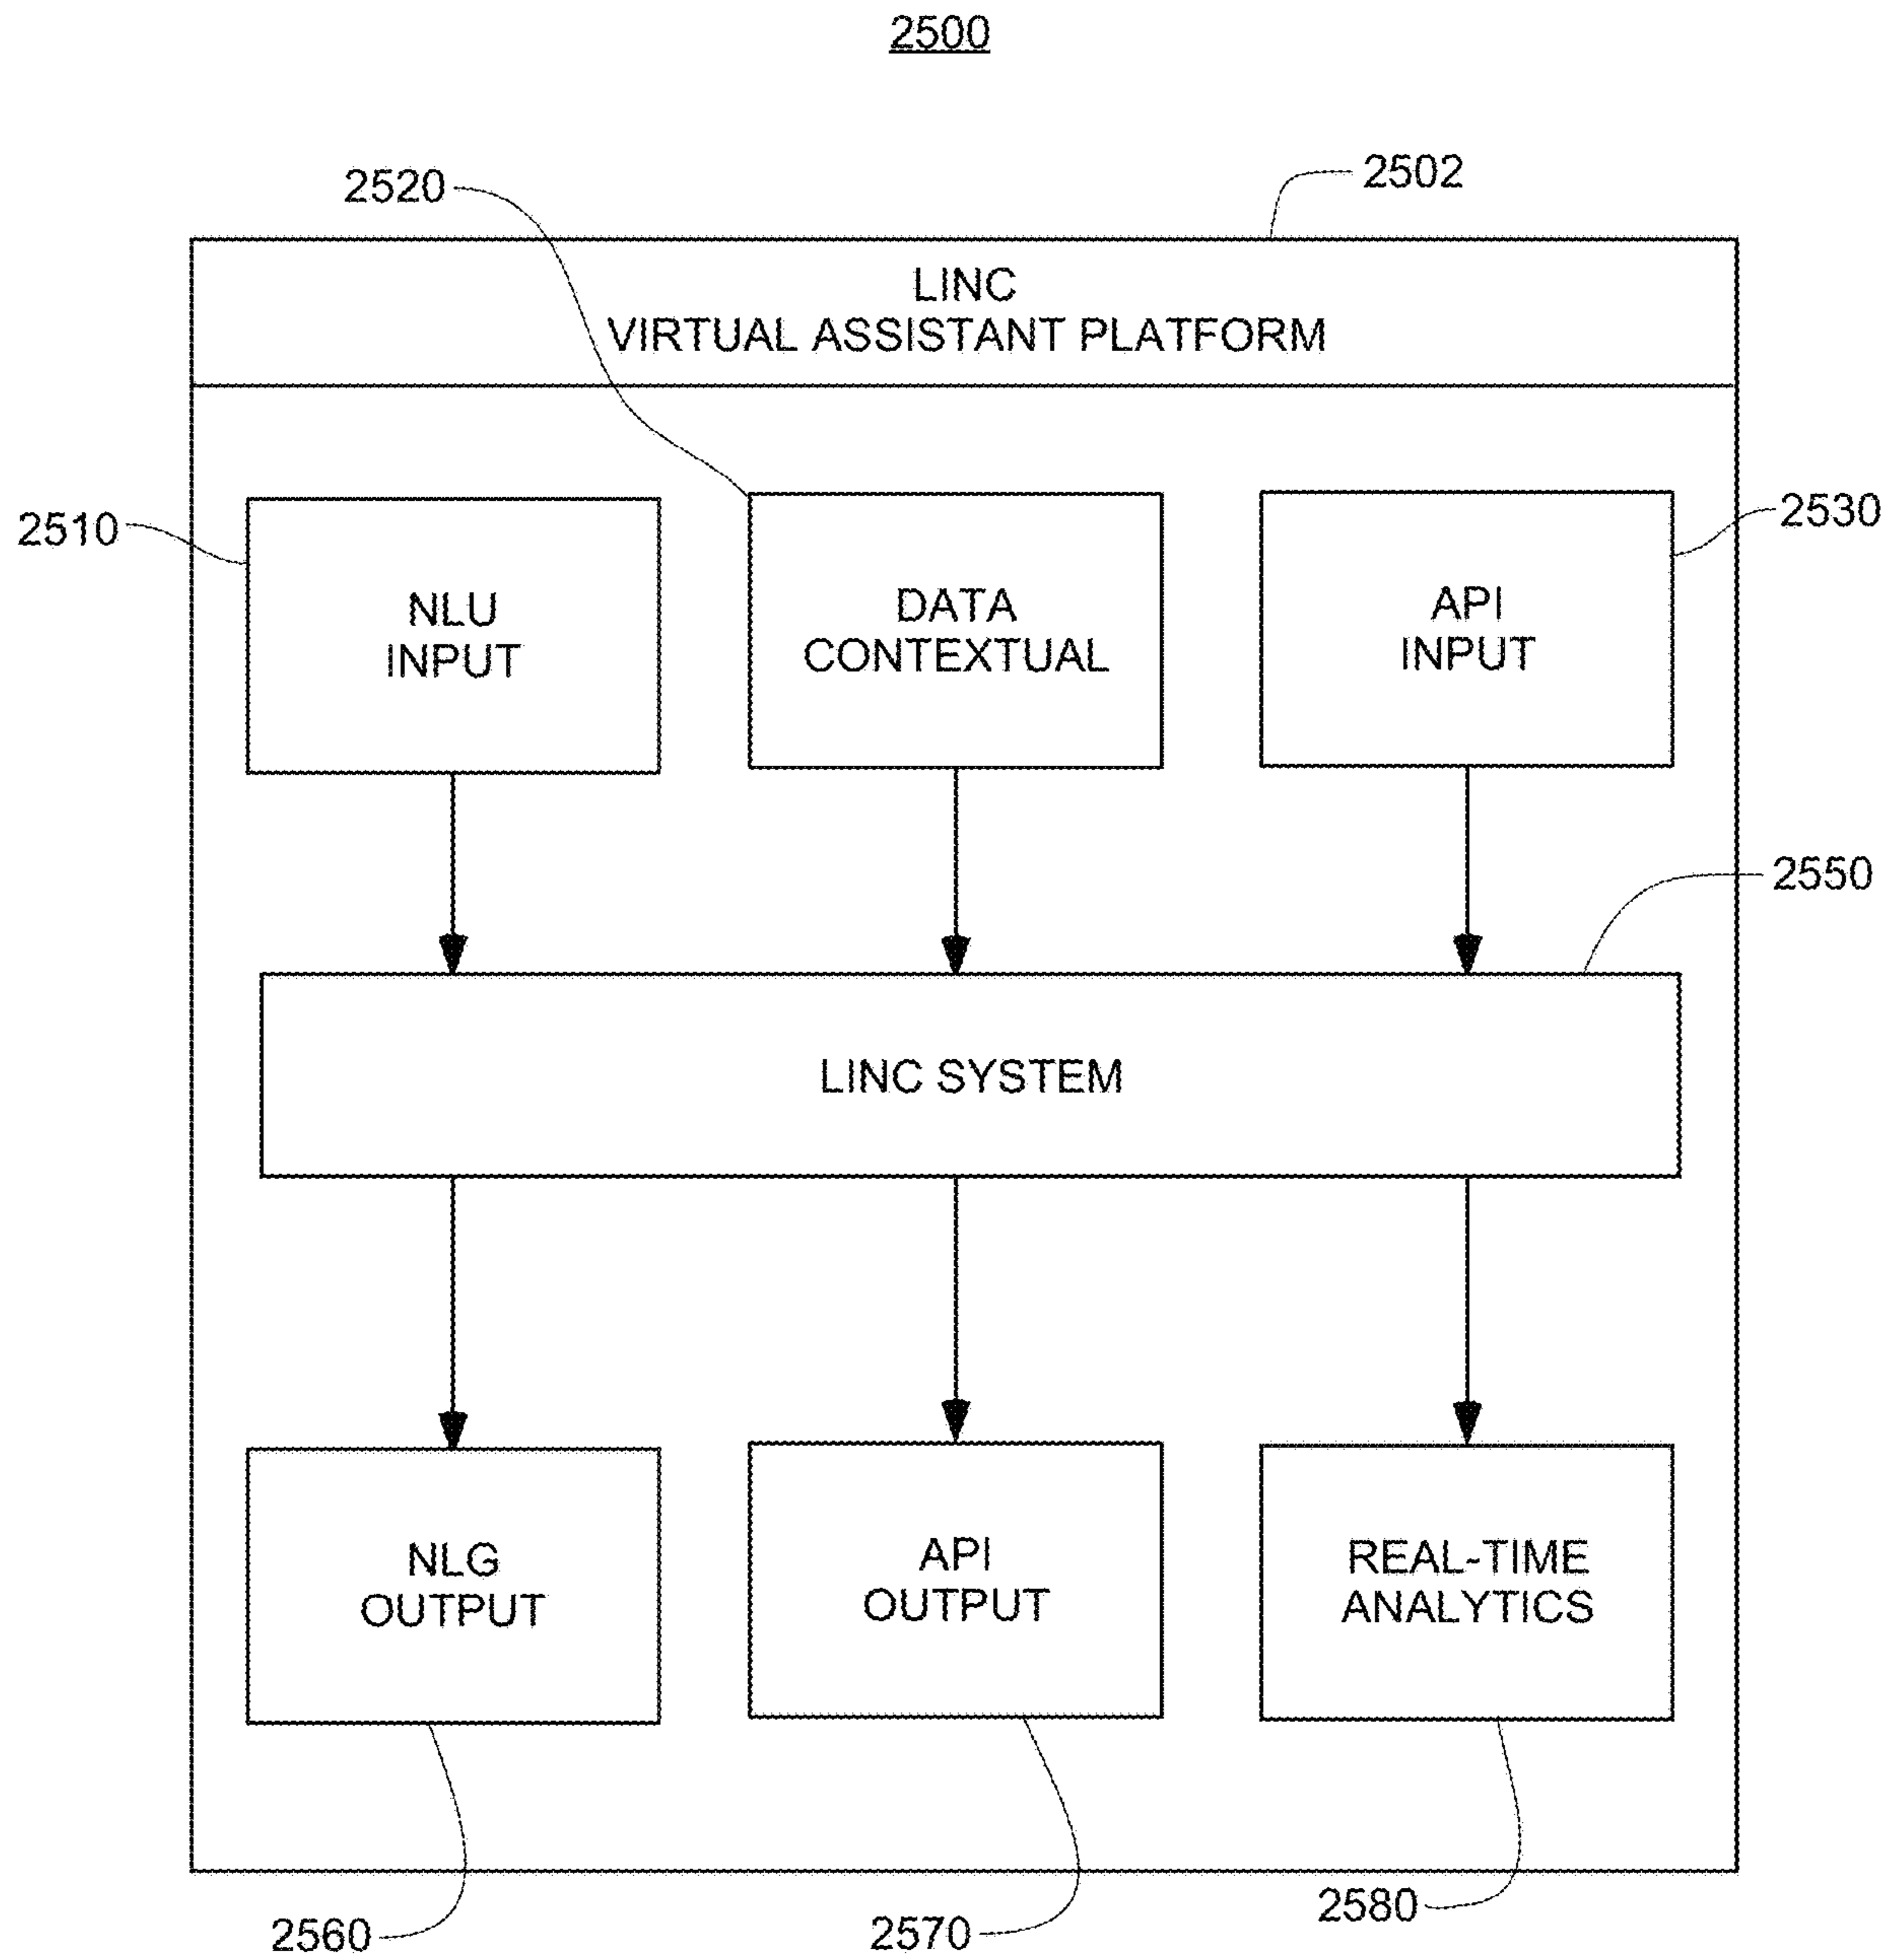 2500
2520
2502
LINC
VIRTUAL ASSISTANT PLATFORM
2510
2530
NLU
INPUT
DATA
CONTEXTUAL
API
INPUT
2550
LINC SYSTEM
NLG
OUTPUT
API
OUTPUT
REAL-TIME
ANALYTICS
2560
2570
2580